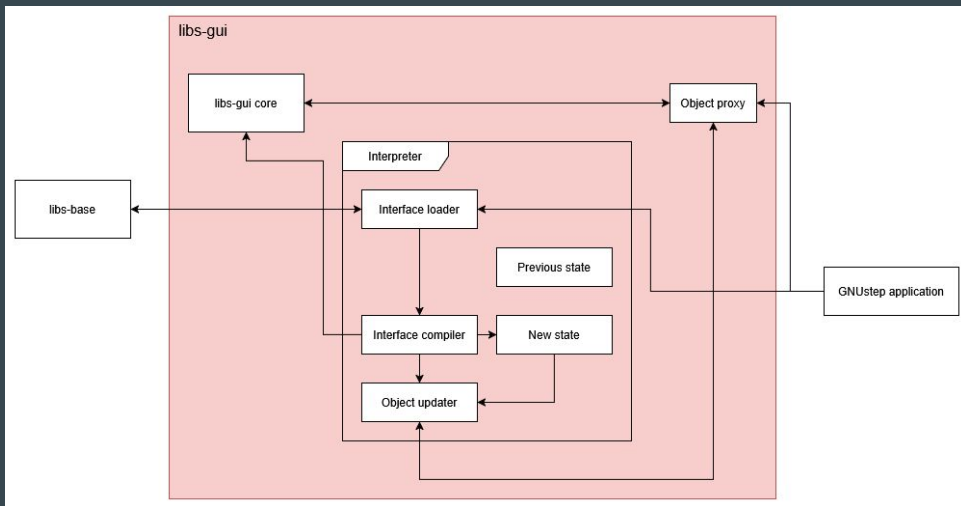 libs-gui
libs-gui core
Object proxy
Interpreter
libs-base
Interface loader
Previous state
GNUstep application
Interface compiler
New state
Object updater